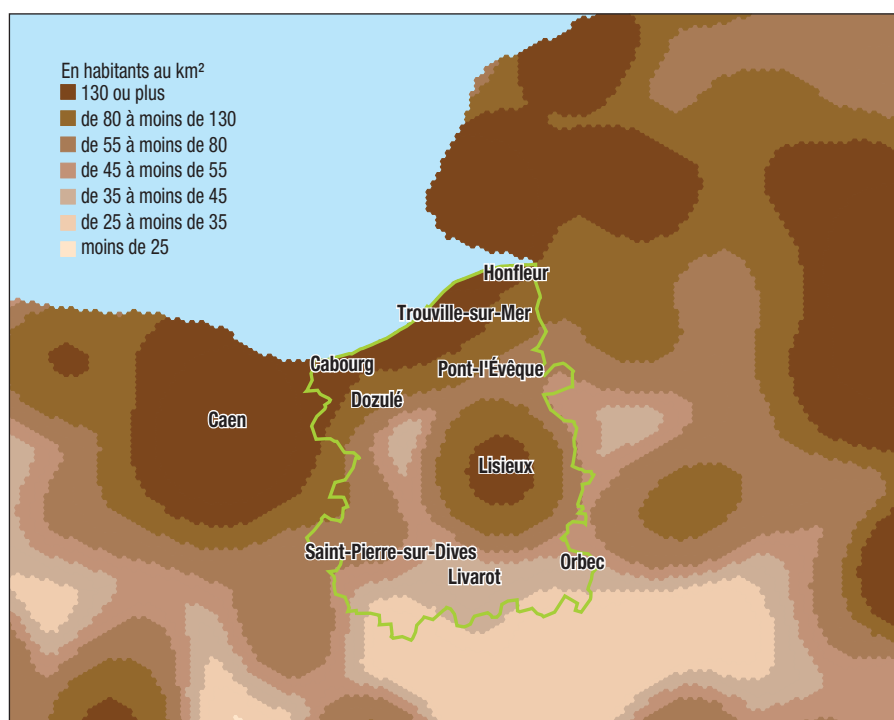 En habitants au km²
130 ou plus
de 80 à moins de 130
de 55 à moins de 80
de 45 à moins de 55
de 35 à moins de 45
de 25 à moins de 35
moins de 25
Honfleur
Trouville-sur-Mer
Cabourg
Pont-l'Évêque
Dozulé
Caen
Lisieux
Saint-Pierre-sur-Dives
Orbec
Livarot